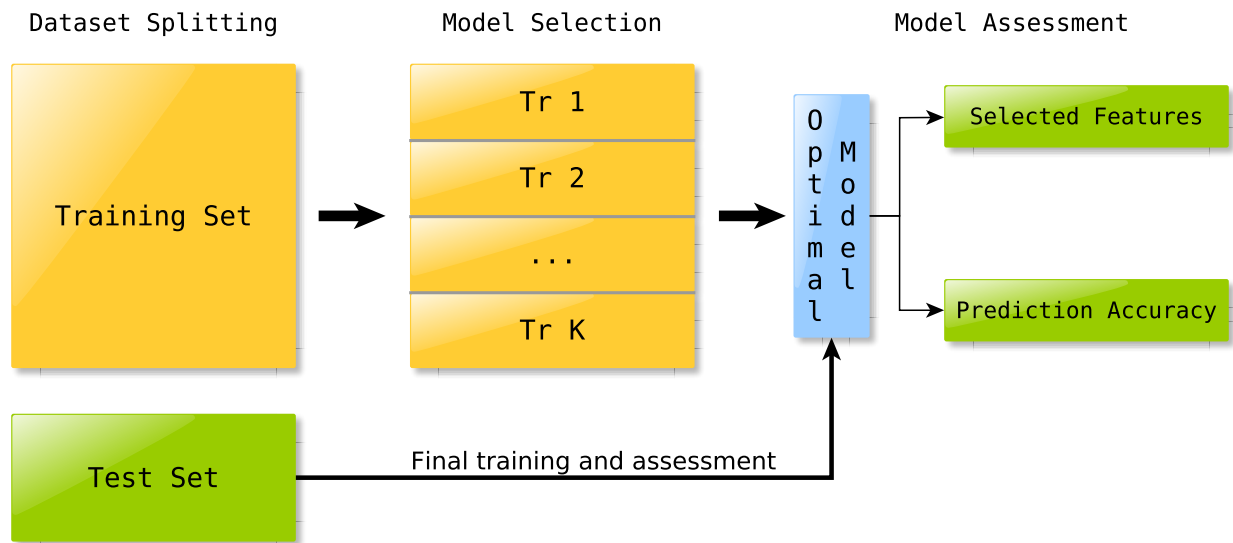 Dataset Splitting
Model Selection
Model Assessment
Training Set
Tr 1
Tr 2
...
Tr K
Optimal
Model
Selected Features
Prediction Accuracy
Test Set
Final training and assessment